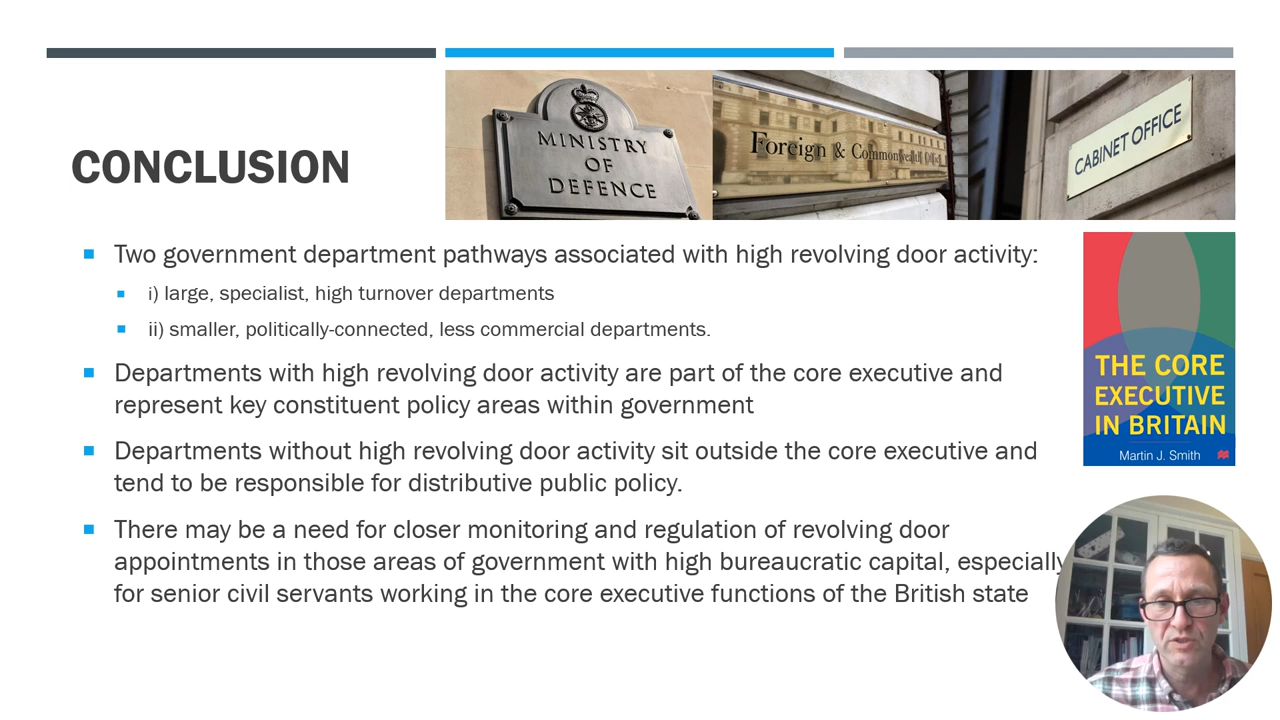 MINISTRY
OF
DEFENCE
Foreign & Commonwealth Office
CABINET OFFICE
CONCLUSION
Two government department pathways associated with high revolving door activity:
i) large, specialist, high turnover departments
ii) smaller, politically-connected, less commercial departments.
Departments with high revolving door activity are part of the core executive and
represent key constituent policy areas within government
Departments without high revolving door activity sit outside the core executive and
tend to be responsible for distributive public policy.
There may be a need for closer monitoring and regulation of revolving door
appointments in those areas of government with high bureaucratic capital, especially
for senior civil servants working in the core executive functions of the British state
THE CORE
EXECUTIVE
IN BRITAIN
Martin J. Smith